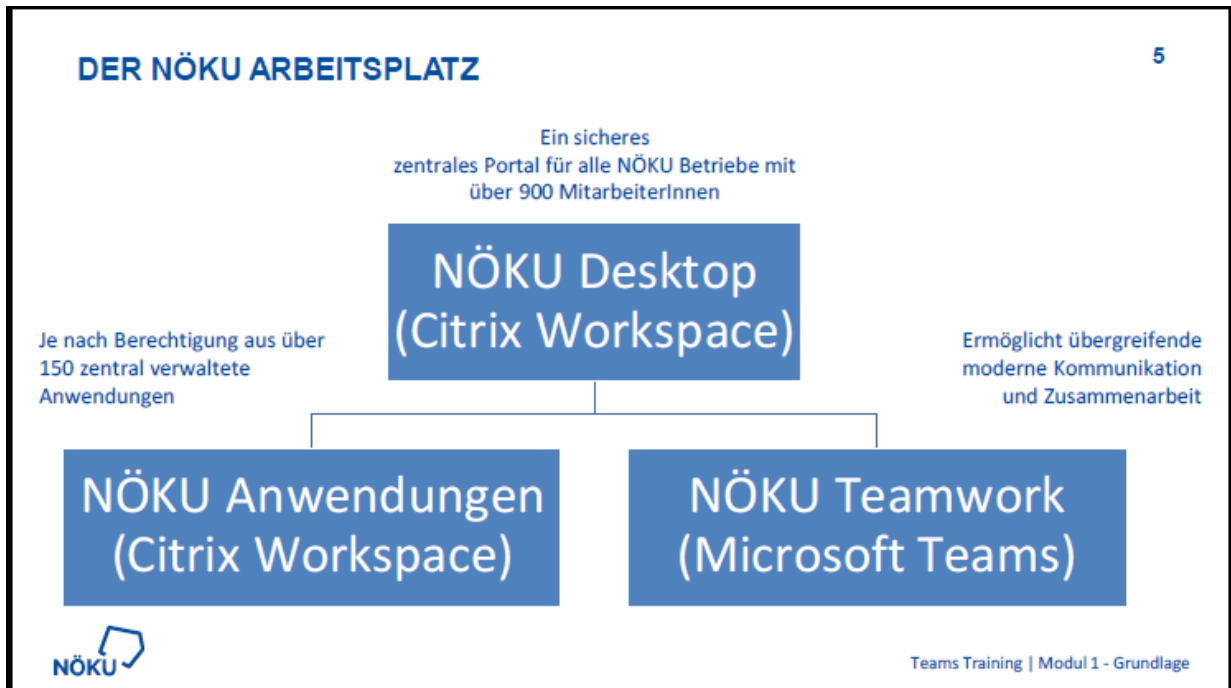 DER NÖKU ARBEITSPLATZ
5
Ein sicheres
zentrales Portal für alle NÖKU Betriebe mit
über 900 MitarbeiterInnen
NÖKU Desktop
(Citrix Workspace)
Je nach Berechtigung aus über
150 zentral verwaltete
Anwendungen
Ermöglicht übergreifende
moderne Kommunikation
und Zusammenarbeit
NÖKU Anwendungen
(Citrix Workspace)
NÖKU Teamwork
(Microsoft Teams)
NÖKU
Teams Training | Modul 1 - Grundlage